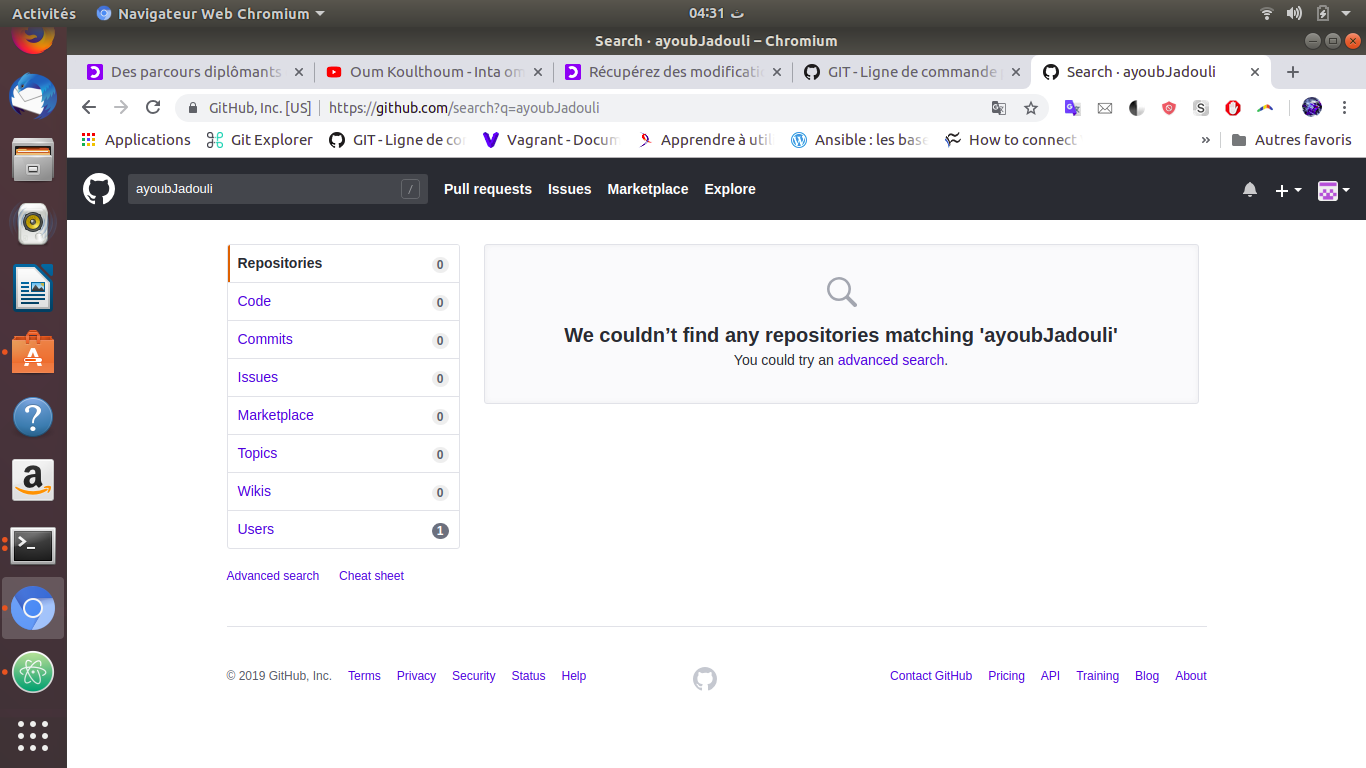 Activités Navigateur Web Chromium 04:31 ث
Search · ayoubJadouli – Chromium
Des parcours diplômants Oum Koulthoum - Inta om Récupérez des modificatio GIT - Ligne de commande Search · ayoubJadouli
GitHub, Inc. [US] https://github.com/search?q=ayoubJadouli
Applications Git Explorer GIT - Ligne de co Vagrant - Docum Apprendre à util Ansible : les base How to connect » Autres favoris
ayoubJadouli / Pull requests Issues Marketplace Explore
Repositories 0
Code 0
Commits 0
Issues 0
Marketplace 0
Topics 0
Wikis 0
Users 1
We couldn’t find any repositories matching 'ayoubJadouli'
You could try an advanced search.
Advanced search Cheat sheet
© 2019 GitHub, Inc. Terms Privacy Security Status Help Contact GitHub Pricing API Training Blog About